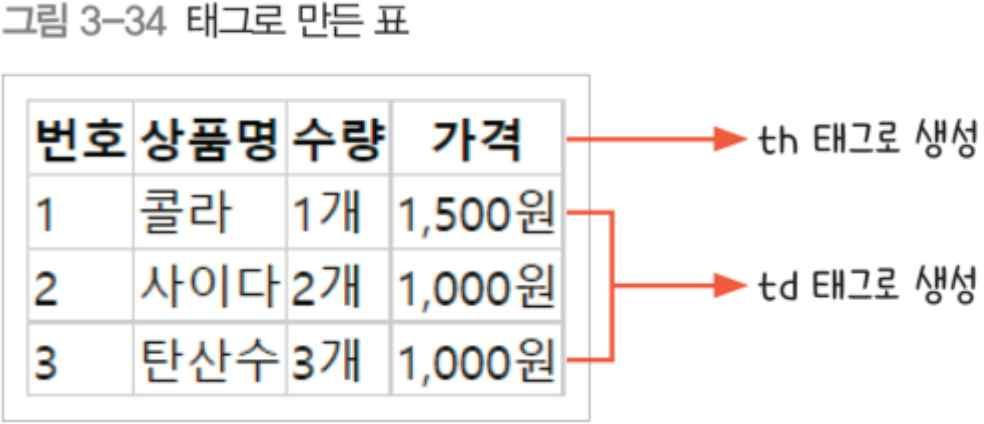 그림 3-34 태그로 만든 표
번호 상품명 수량 가격
th 태그로 생성
1 콜라 1개 1,500원
2 사이다 2개 1,000원
td 태그로 생성
3 탄산수 3개 1,000원